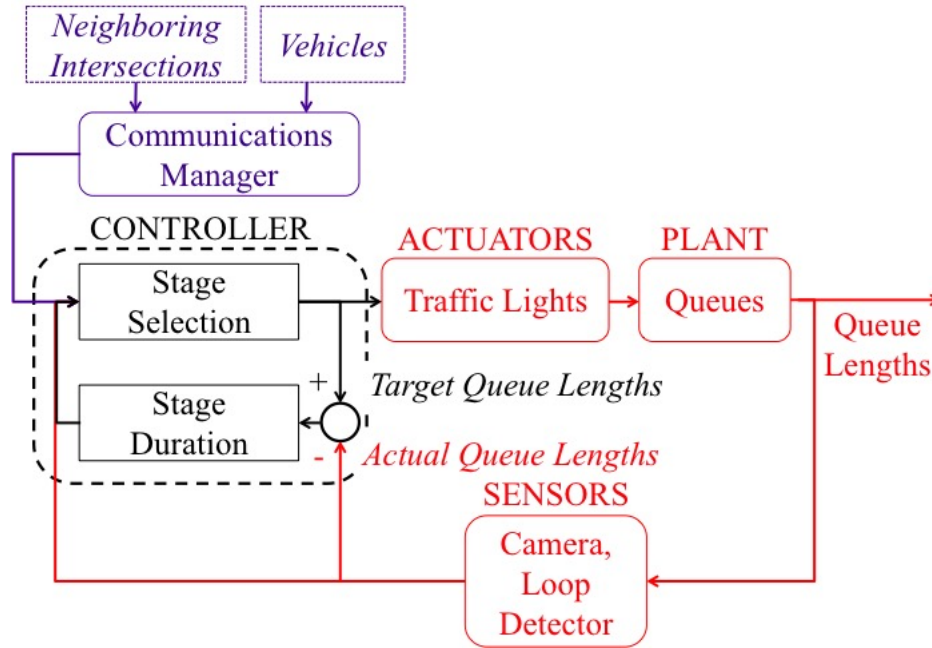 Neighboring
Intersections
Vehicles
Communications
Manager
CONTROLLER
ACTUATORS
PLANT
Stage
Selection
Traffic Lights
Queues
Queue
Lengths
+
Target Queue Lengths
Stage
Duration
-
Actual Queue Lengths
SENSORS
Camera,
Loop
Detector